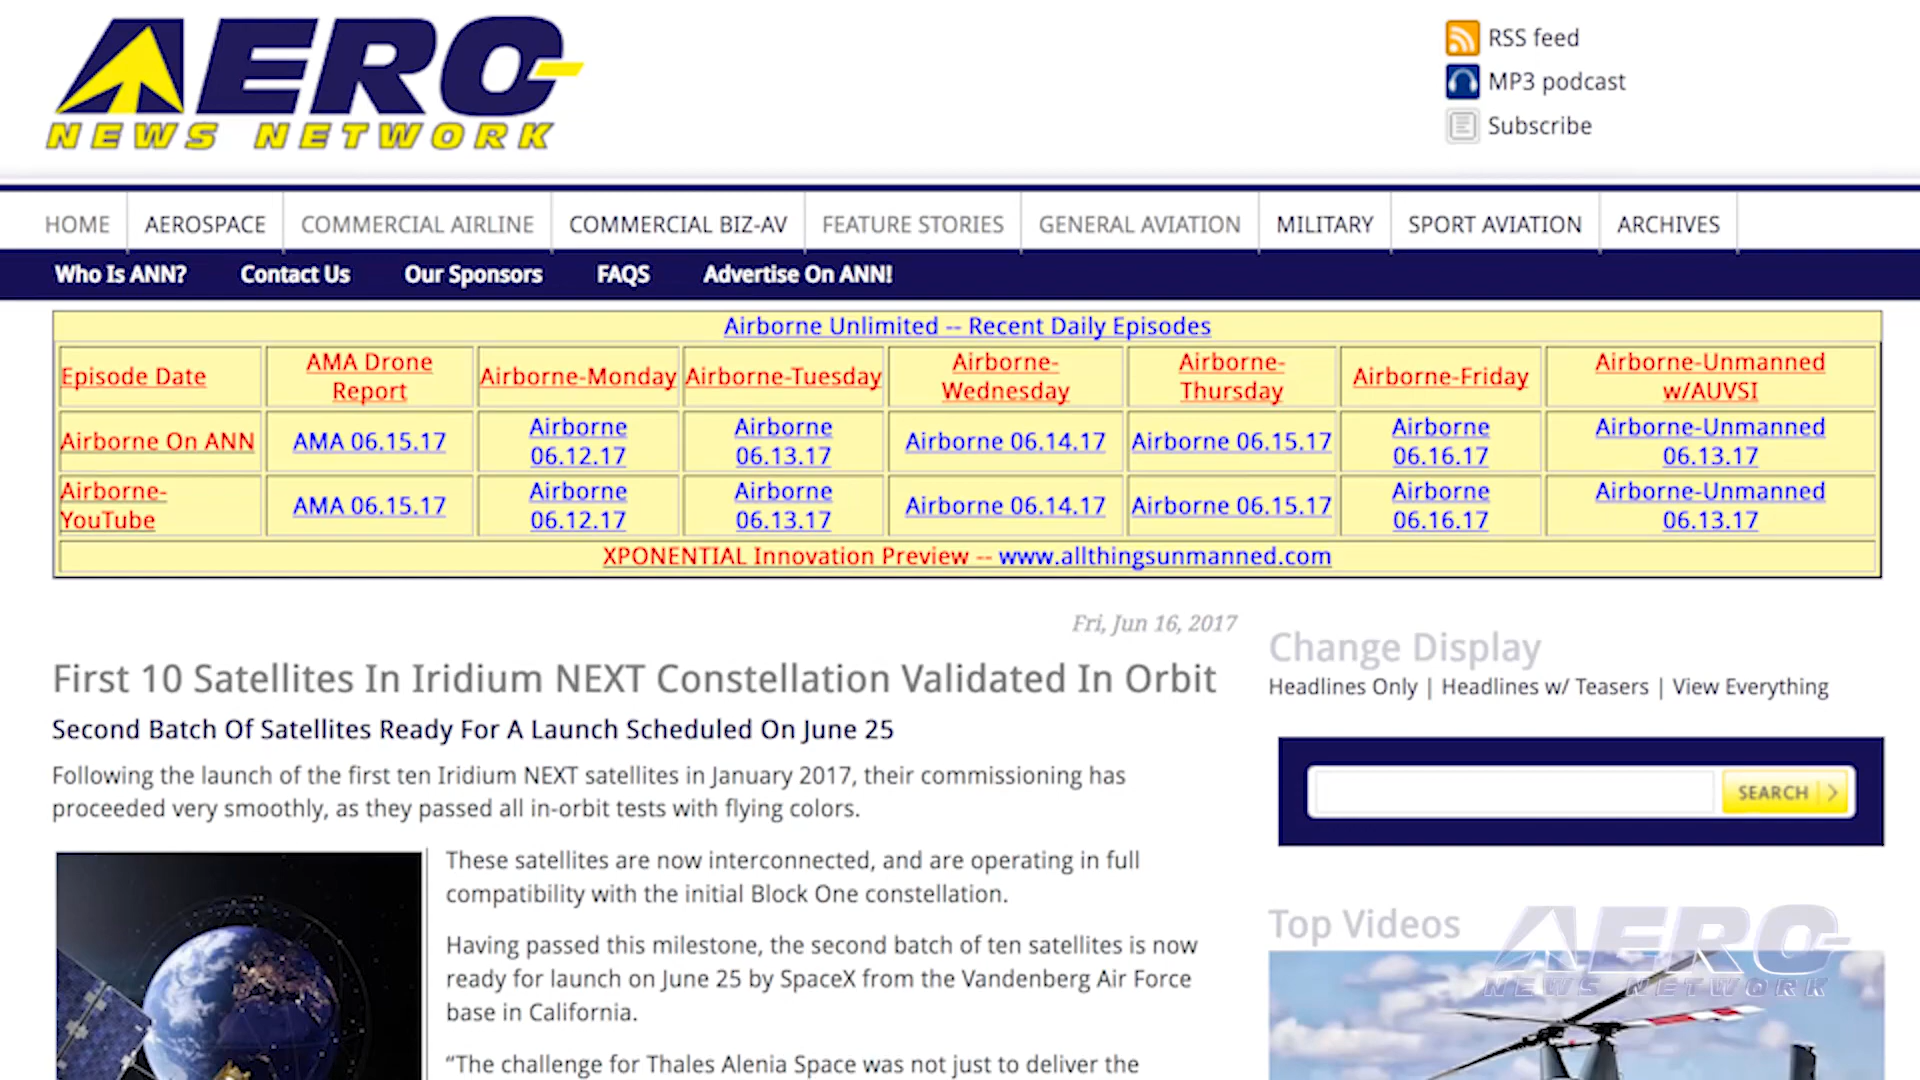 AERO
NEWS NETWORK
RSS feed
MP3 podcast
Subscribe
HOME
AEROSPACE
COMMERCIAL AIRLINE
COMMERCIAL BIZ-AV
FEATURE STORIES
GENERAL AVIATION
MILITARY
SPORT AVIATION
ARCHIVES
Who Is ANN?
Contact Us
Our Sponsors
FAQS
Advertise On ANN!
Airborne Unlimited -- Recent Daily Episodes
Episode Date
AMA Drone
Report
Airborne-Monday
Airborne-Tuesday
Airborne-
Wednesday
Airborne-
Thursday
Airborne-Friday
Airborne-Unmanned
w/AUVSI
Airborne On ANN
AMA 06.15.17
Airborne
06.12.17
Airborne
06.13.17
Airborne 06.14.17
Airborne 06.15.17
Airborne
06.16.17
Airborne-Unmanned
06.13.17
Airborne-
YouTube
AMA 06.15.17
Airborne
06.12.17
Airborne
06.13.17
Airborne 06.14.17
Airborne 06.15.17
Airborne
06.16.17
Airborne-Unmanned
06.13.17
XPONENTIAL Innovation Preview -- www.allthingsunmanned.com
Fri, Jun 16, 2017
First 10 Satellites In Iridium NEXT Constellation Validated In Orbit
Second Batch Of Satellites Ready For A Launch Scheduled On June 25
Following the launch of the first ten Iridium NEXT satellites in January 2017, their commissioning has
proceeded very smoothly, as they passed all in-orbit tests with flying colors.
These satellites are now interconnected, and are operating in full
compatibility with the initial Block One constellation.
Having passed this milestone, the second batch of ten satellites is now
ready for launch on June 25 by SpaceX from the Vandenberg Air Force
base in California.
“The challenge for Thales Alenia Space was not just to deliver the
Change Display
Headlines Only | Headlines w/ Teasers | View Everything
SEARCH
Top Videos
AERO
NEWS NETWORK